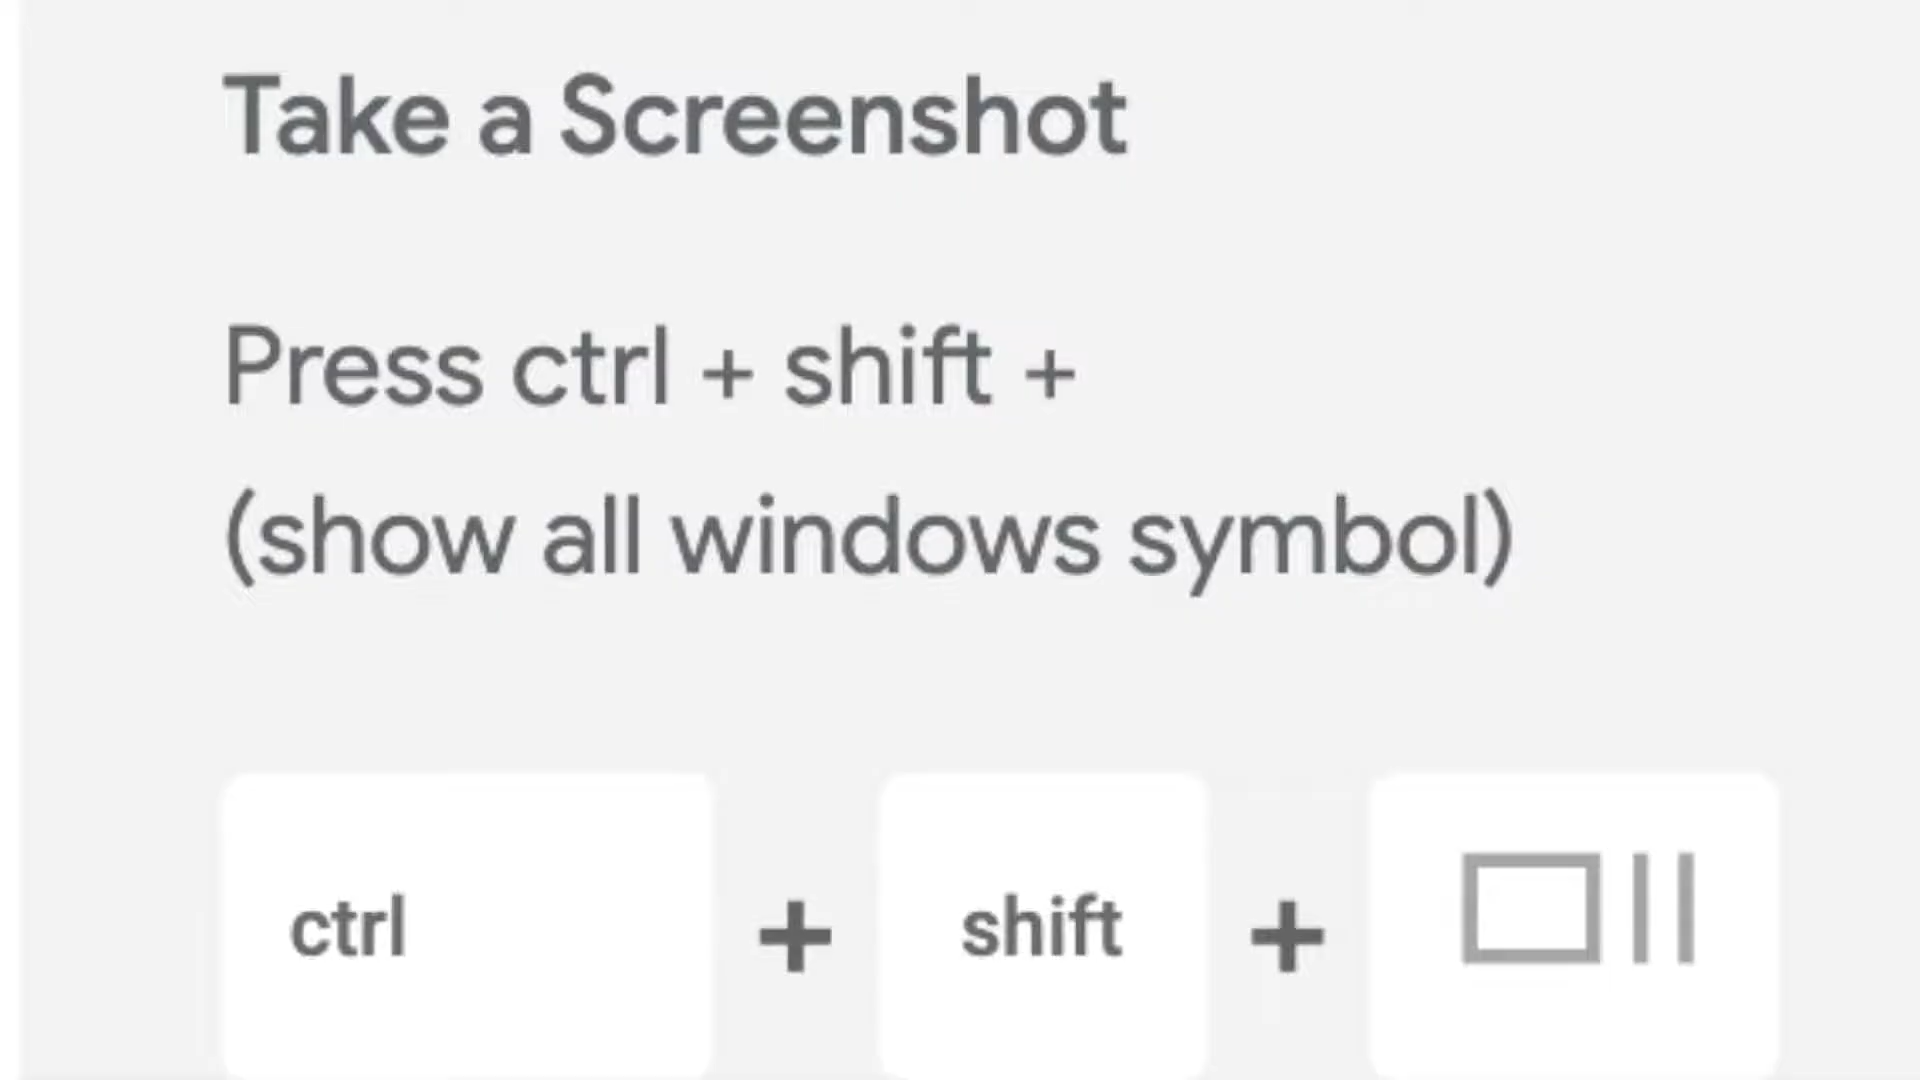 Take a Screenshot
Press ctrl + shift +
(show all windows symbol)
ctrl + shift +